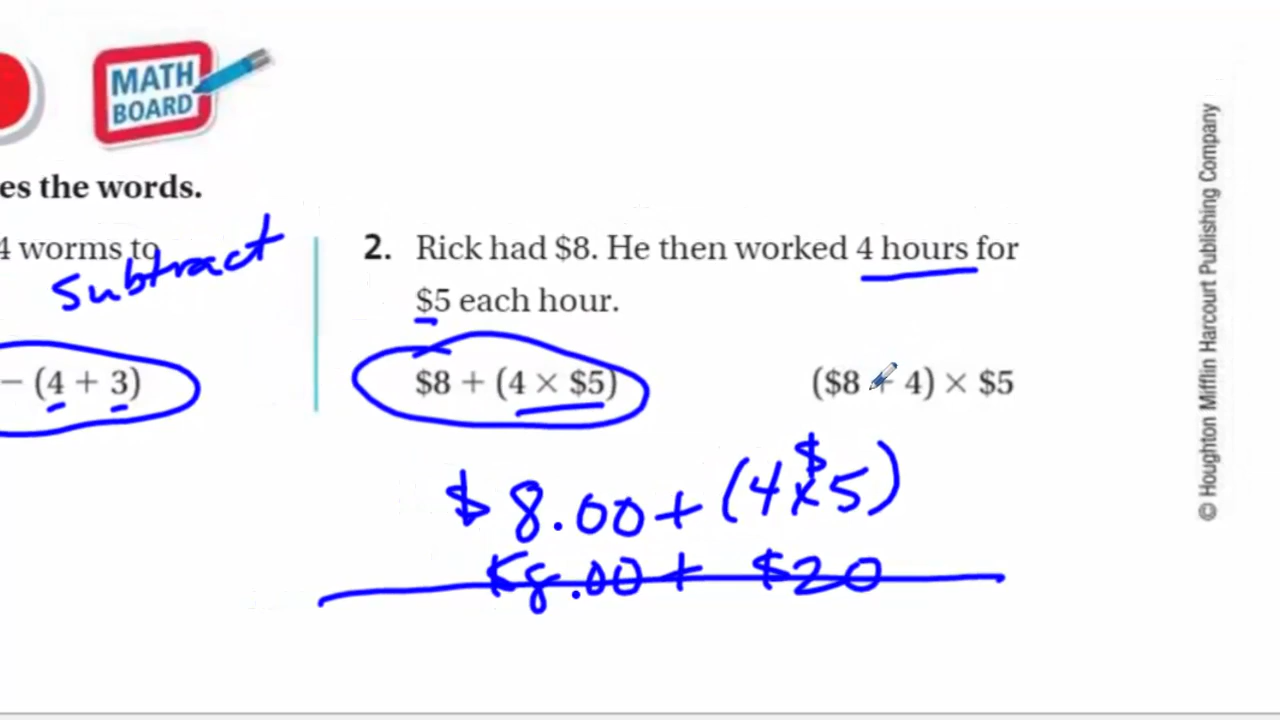 MATH
BOARD
es the words.
4 worms to
subtract
− (4 + 3)
2. Rick had $8. He then worked 4 hours for
$5 each hour.
$8 + (4 × $5)
($8 + 4) × $5
$8.00 + (4 × $5)
$8.00 + $20
© Houghton Mifflin Harcourt Publishing Company